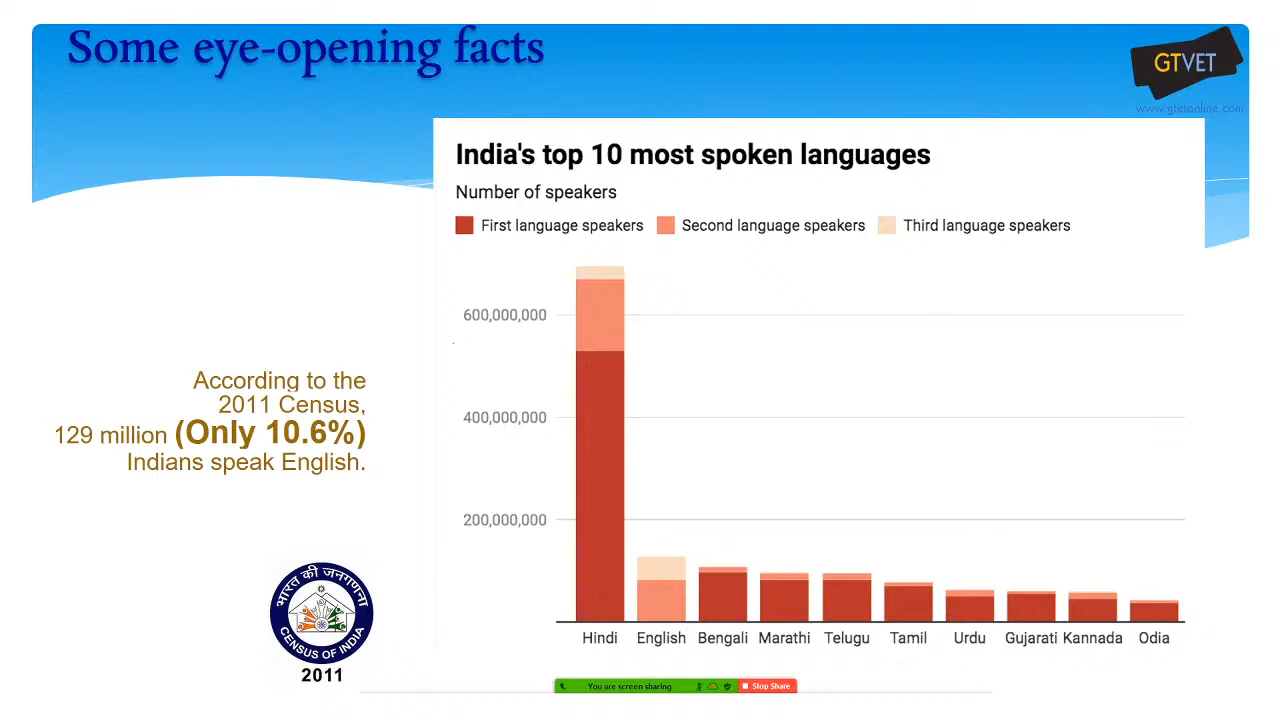 Some eye-opening facts
GTVET
www.gtetonline.com
India's top 10 most spoken languages
Number of speakers
First language speakers Second language speakers Third language speakers
600,000,000
400,000,000
200,000,000
Hindi English Bengali Marathi Telugu Tamil Urdu Gujarati Kannada Odia
According to the
2011 Census,
129 million (Only 10.6%)
Indians speak English.
भारत की जनगणना
CENSUS OF INDIA
2011
You are screen sharing Stop Share